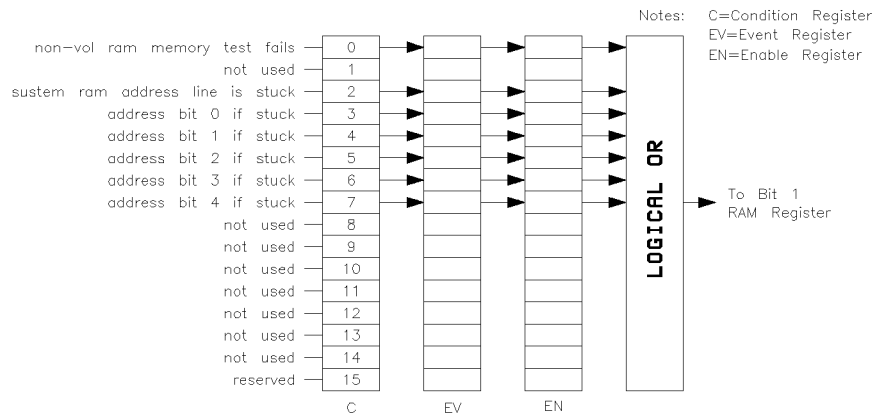 Notes: C=Condition Register
EV=Event Register
EN=Enable Register
non-vol ram memory test fails 0
not used 1
sustem ram address line is stuck 2
address bit 0 if stuck 3
address bit 1 if stuck 4
address bit 2 if stuck 5
address bit 3 if stuck 6
address bit 4 if stuck 7
not used 8
not used 9
not used 10
not used 11
not used 12
not used 13
not used 14
reserved 15
C EV EN
LOGICAL OR
To Bit 1
RAM Register